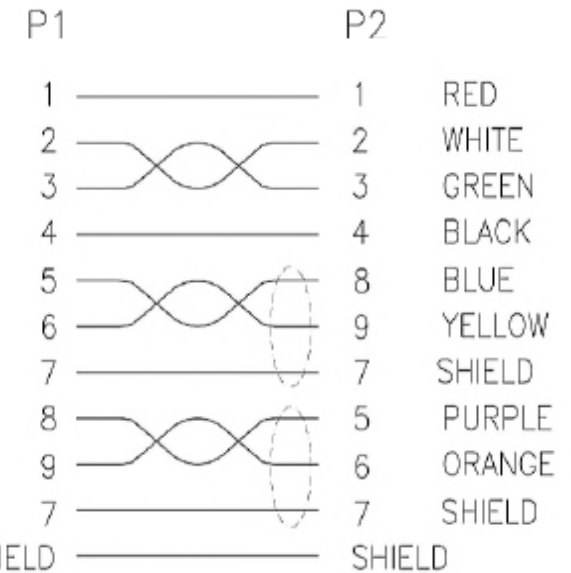 P1 P2
1 1 RED
2 2 WHITE
3 3 GREEN
4 4 BLACK
5 8 BLUE
6 9 YELLOW
7 7 SHIELD
8 5 PURPLE
9 6 ORANGE
7 7 SHIELD
IELD SHIELD